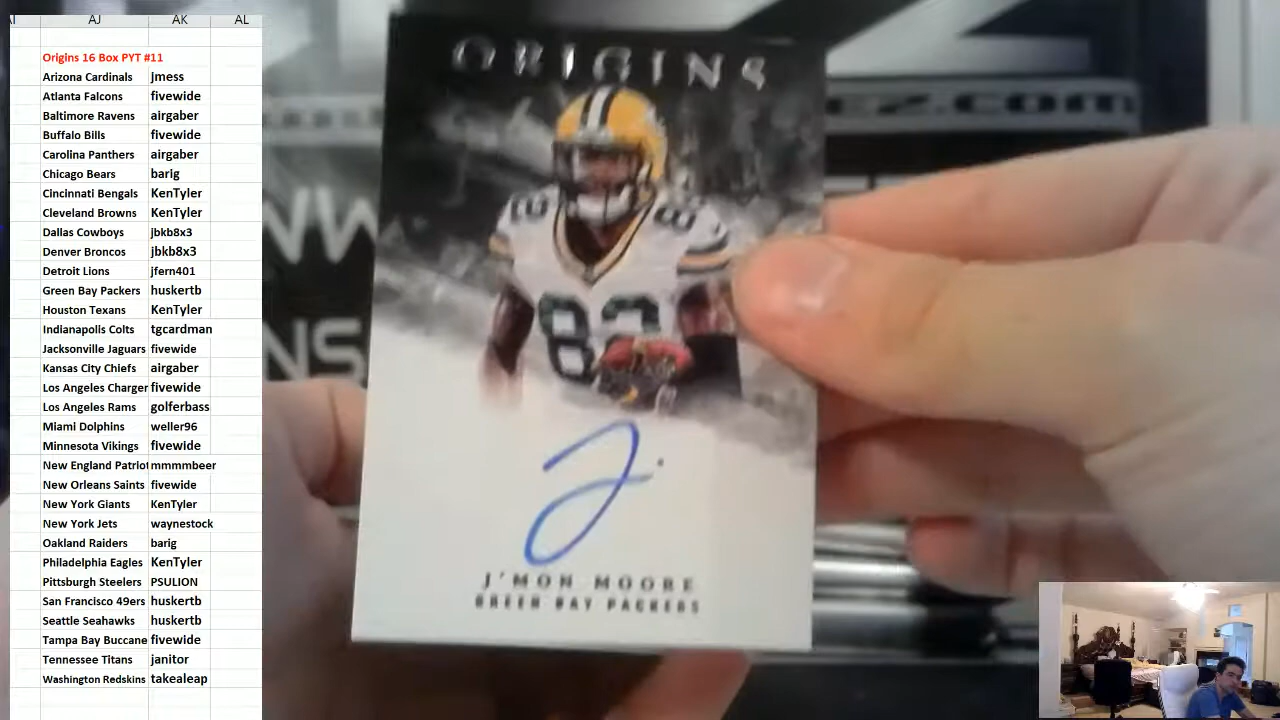 AJ AK AL
Origins 16 Box PYT #11
Arizona Cardinals jmess
Atlanta Falcons fivewide
Baltimore Ravens airgaber
Buffalo Bills fivewide
Carolina Panthers airgaber
Chicago Bears barig
Cincinnati Bengals KenTyler
Cleveland Browns KenTyler
Dallas Cowboys jbkb8x3
Denver Broncos jbkb8x3
Detroit Lions jfern401
Green Bay Packers huskertb
Houston Texans KenTyler
Indianapolis Colts tgcardman
Jacksonville Jaguars fivewide
Kansas City Chiefs airgaber
Los Angeles Charger fivewide
Los Angeles Rams golferbass
Miami Dolphins weller96
Minnesota Vikings fivewide
New England Patriot mmmmbeer
New Orleans Saints fivewide
New York Giants KenTyler
New York Jets waynestock
Oakland Raiders barig
Philadelphia Eagles KenTyler
Pittsburgh Steelers PSULION
San Francisco 49ers huskertb
Seattle Seahawks huskertb
Tampa Bay Buccane fivewide
Tennessee Titans janitor
Washington Redskins takealeap
ORIGINS
82
J'MON MOORE
GREEN BAY PACKERS
z.com